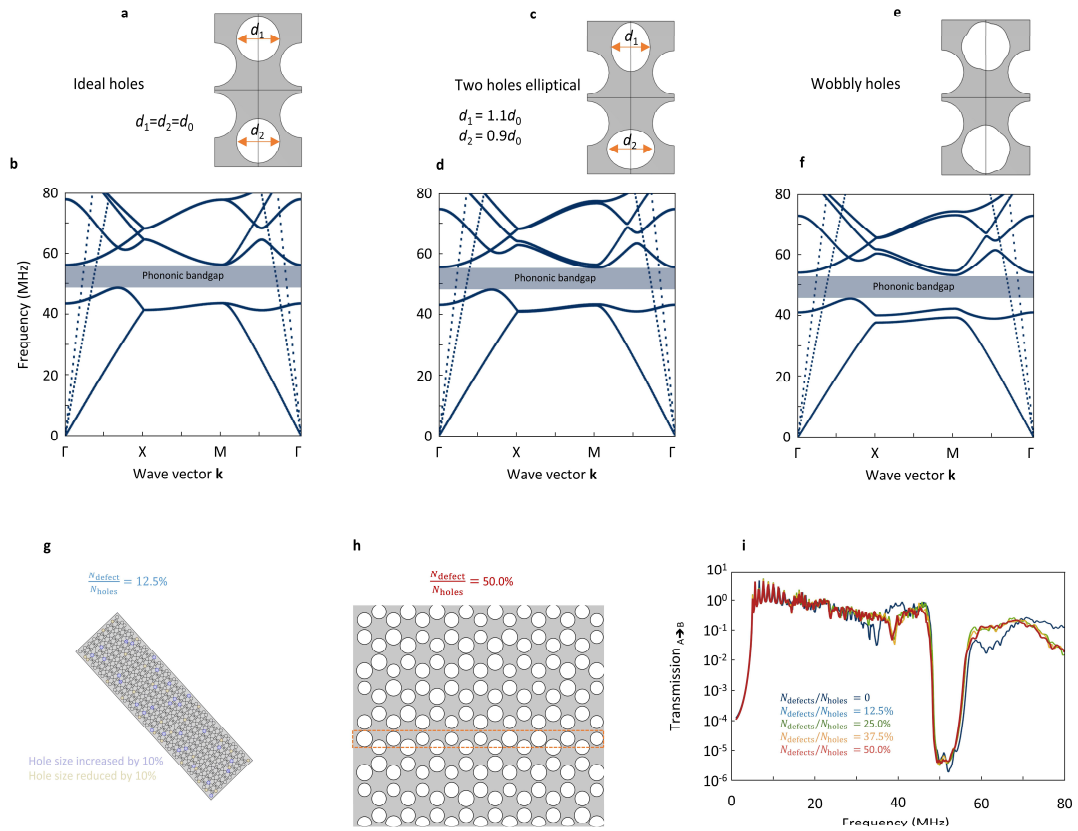 a
d1
Ideal holes
d1=d2=d0
d2
c
d1
Two holes elliptical
d1 = 1.1d0
d2 = 0.9d0
d2
e
Wobbly holes
b
80
60
40
20
0
Frequency (MHz)
Phononic bandgap
Γ X M Γ
Wave vector k
d
80
60
40
20
0
Phononic bandgap
Γ X M Γ
Wave vector k
f
80
60
40
20
0
Phononic bandgap
Γ X M Γ
Wave vector k
g
Ndefect/Nholes = 12.5%
Hole size increased by 10%
Hole size reduced by 10%
h
Ndefect/Nholes = 50.0%
i
10^1
10^0
10^-1
10^-2
10^-3
10^-4
10^-5
10^-6
Transmission A➔B
Ndefects/Nholes = 0
Ndefects/Nholes = 12.5%
Ndefects/Nholes = 25.0%
Ndefects/Nholes = 37.5%
Ndefects/Nholes = 50.0%
0 20 40 60 80
Frequency (MHz)